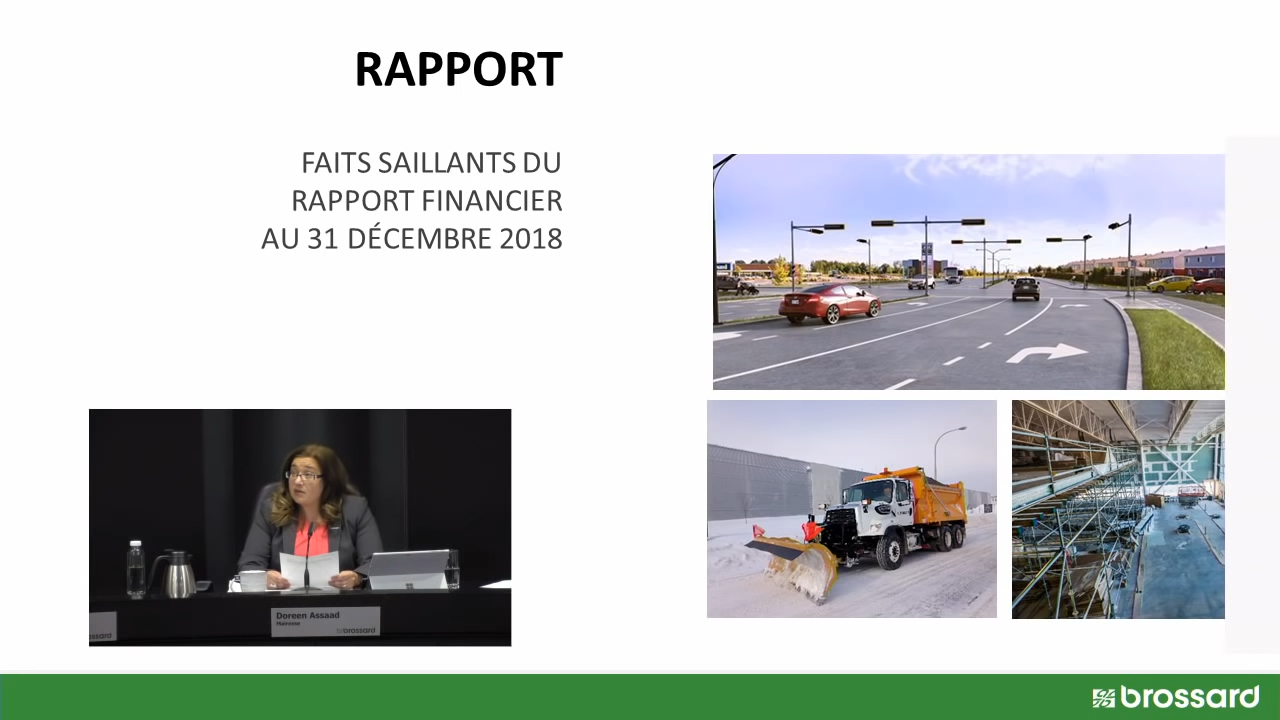 RAPPORT
FAITS SAILLANTS DU
RAPPORT FINANCIER
AU 31 DÉCEMBRE 2018
Doreen Assaad
Mairesse
brossard
brossard